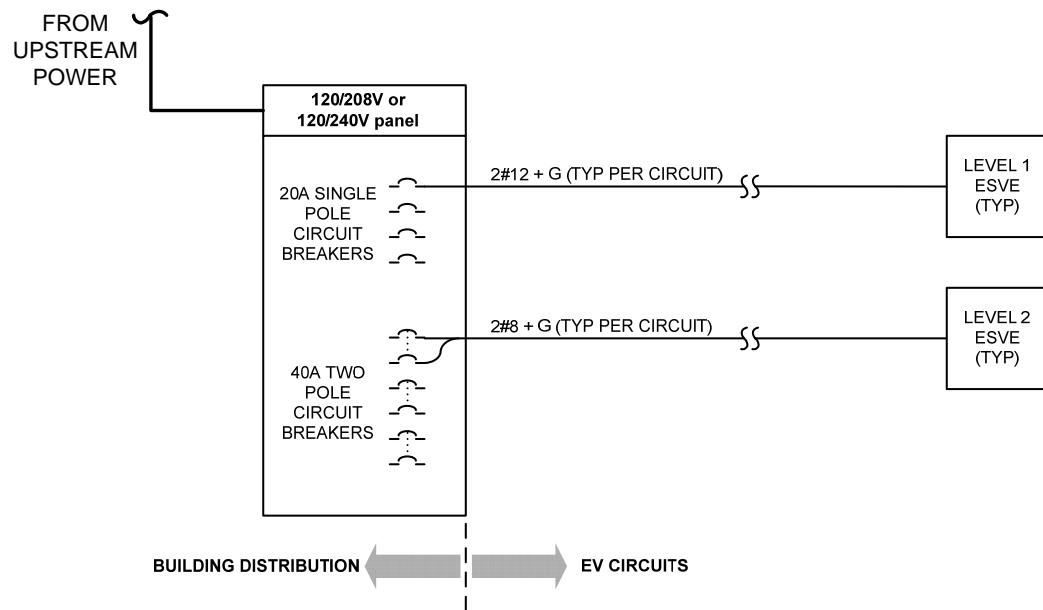 FROM
UPSTREAM
POWER
120/208V or
120/240V panel
20A SINGLE
POLE
CIRCUIT
BREAKERS
2#12 + G (TYP PER CIRCUIT)
LEVEL 1
ESVE
(TYP)
40A TWO
POLE
CIRCUIT
BREAKERS
2#8 + G (TYP PER CIRCUIT)
LEVEL 2
ESVE
(TYP)
BUILDING DISTRIBUTION
EV CIRCUITS